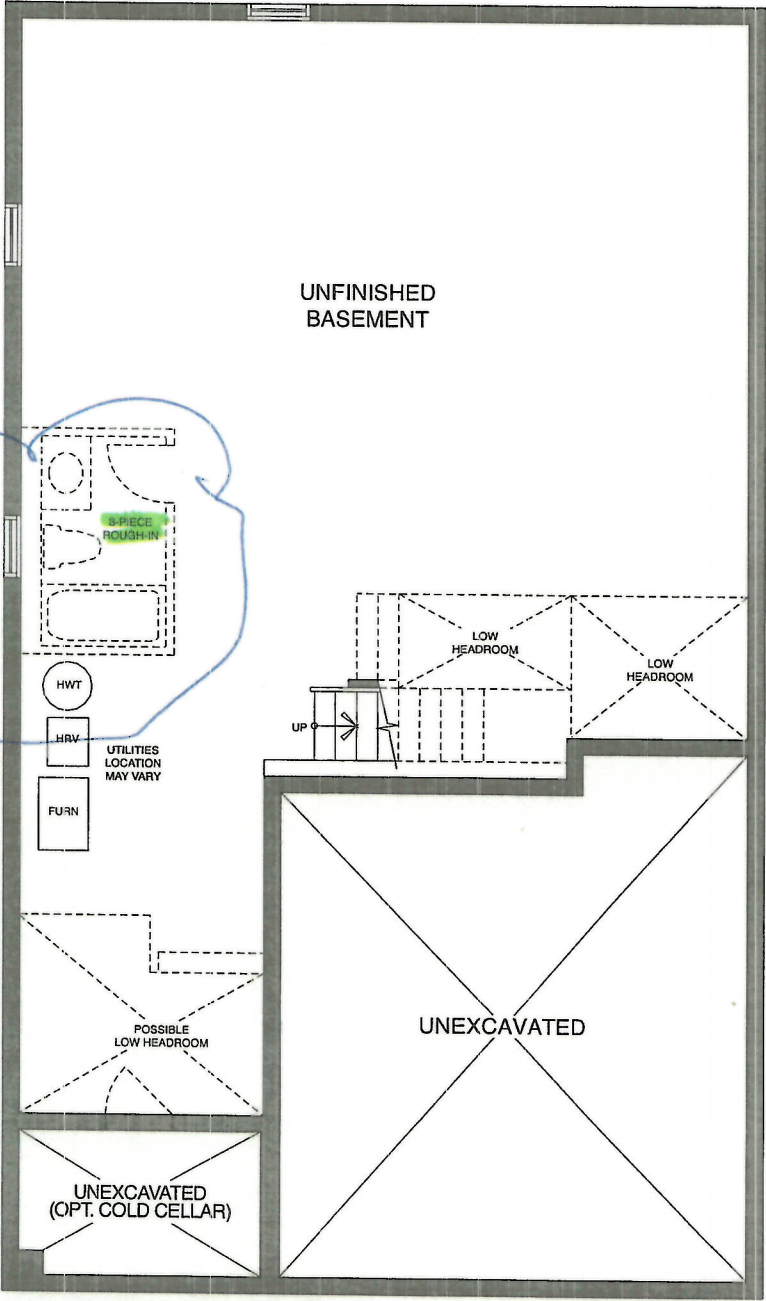 UNFINISHED
BASEMENT
3-PIECE
ROUGH-IN
LOW
HEADROOM
LOW
HEADROOM
HWT
UP
HRV
UTILITIES
LOCATION
MAY VARY
FURN
POSSIBLE
LOW HEADROOM
UNEXCAVATED
UNEXCAVATED
(OPT. COLD CELLAR)